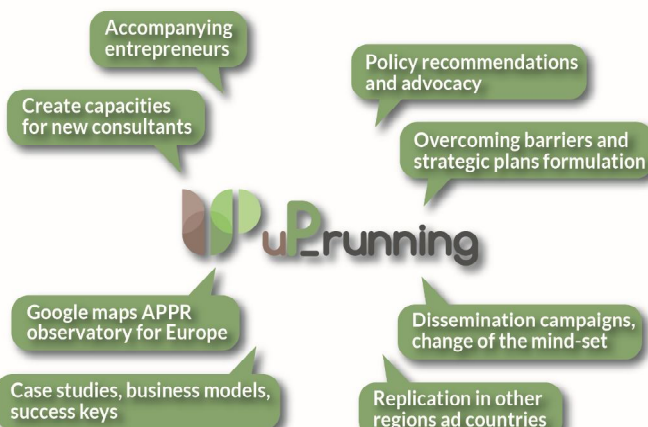 Accompanying
entrepreneurs
Policy recommendations
and advocacy
Create capacities
for new consultants
Overcoming barriers and
strategic plans formulation
uP_running
Google maps APPR
observatory for Europe
Dissemination campaigns,
change of the mind-set
Case studies, business models,
success keys
Replication in other
regions ad countries